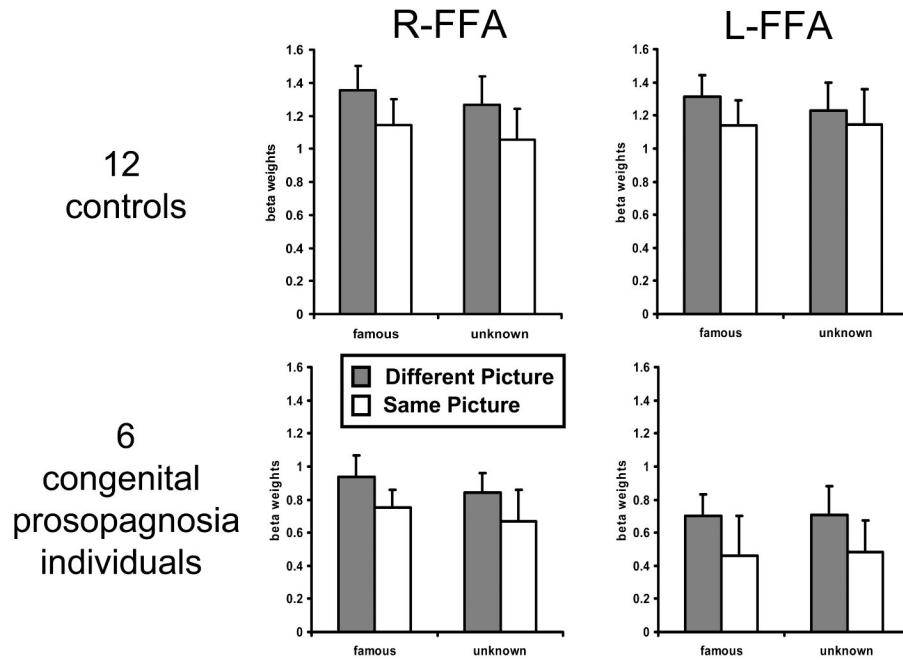 R-FFA
L-FFA
12
controls
beta weights
1.6
1.4
1.2
1
0.8
0.6
0.4
0.2
0
famous
unknown
beta weights
1.6
1.4
1.2
1
0.8
0.6
0.4
0.2
0
famous
unknown
Different Picture
Same Picture
6
congenital
prosopagnosia
individuals
beta weights
1.6
1.4
1.2
1
0.8
0.6
0.4
0.2
0
famous
unknown
beta weights
1.6
1.4
1.2
1
0.8
0.6
0.4
0.2
0
famous
unknown